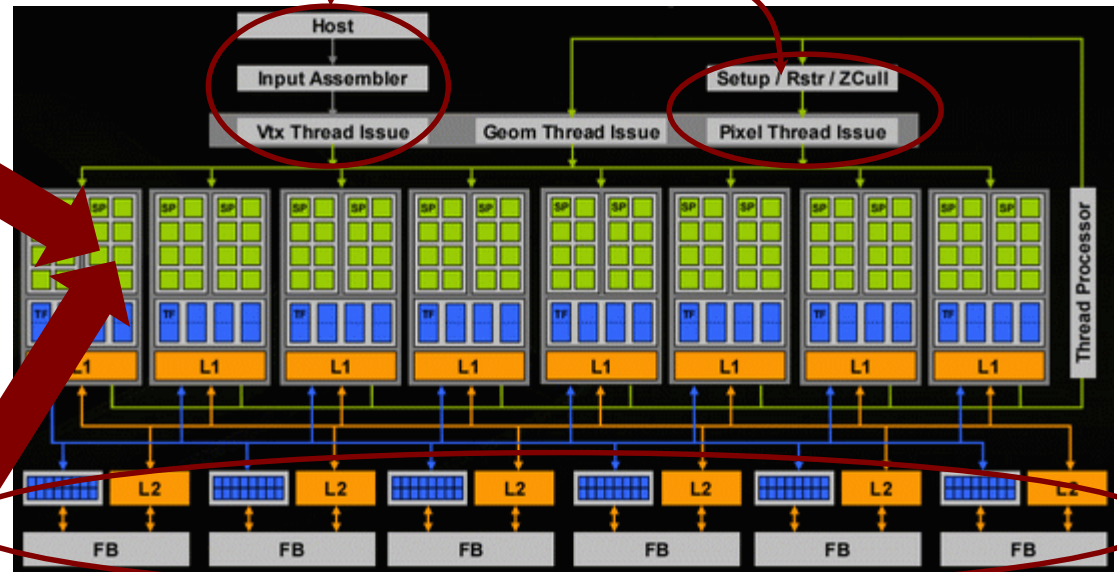 Host
Input Assembler
Setup / Rstr / ZCull
Vtx Thread Issue Geom Thread Issue Pixel Thread Issue
SP SP SP SP SP SP SP SP SP SP SP SP SP SP SP
Thread Processor
TF TF TF TF TF TF TF TF
L1 L1 L1 L1 L1 L1 L1 L1
L2 L2 L2 L2 L2 L2
FB FB FB FB FB FB